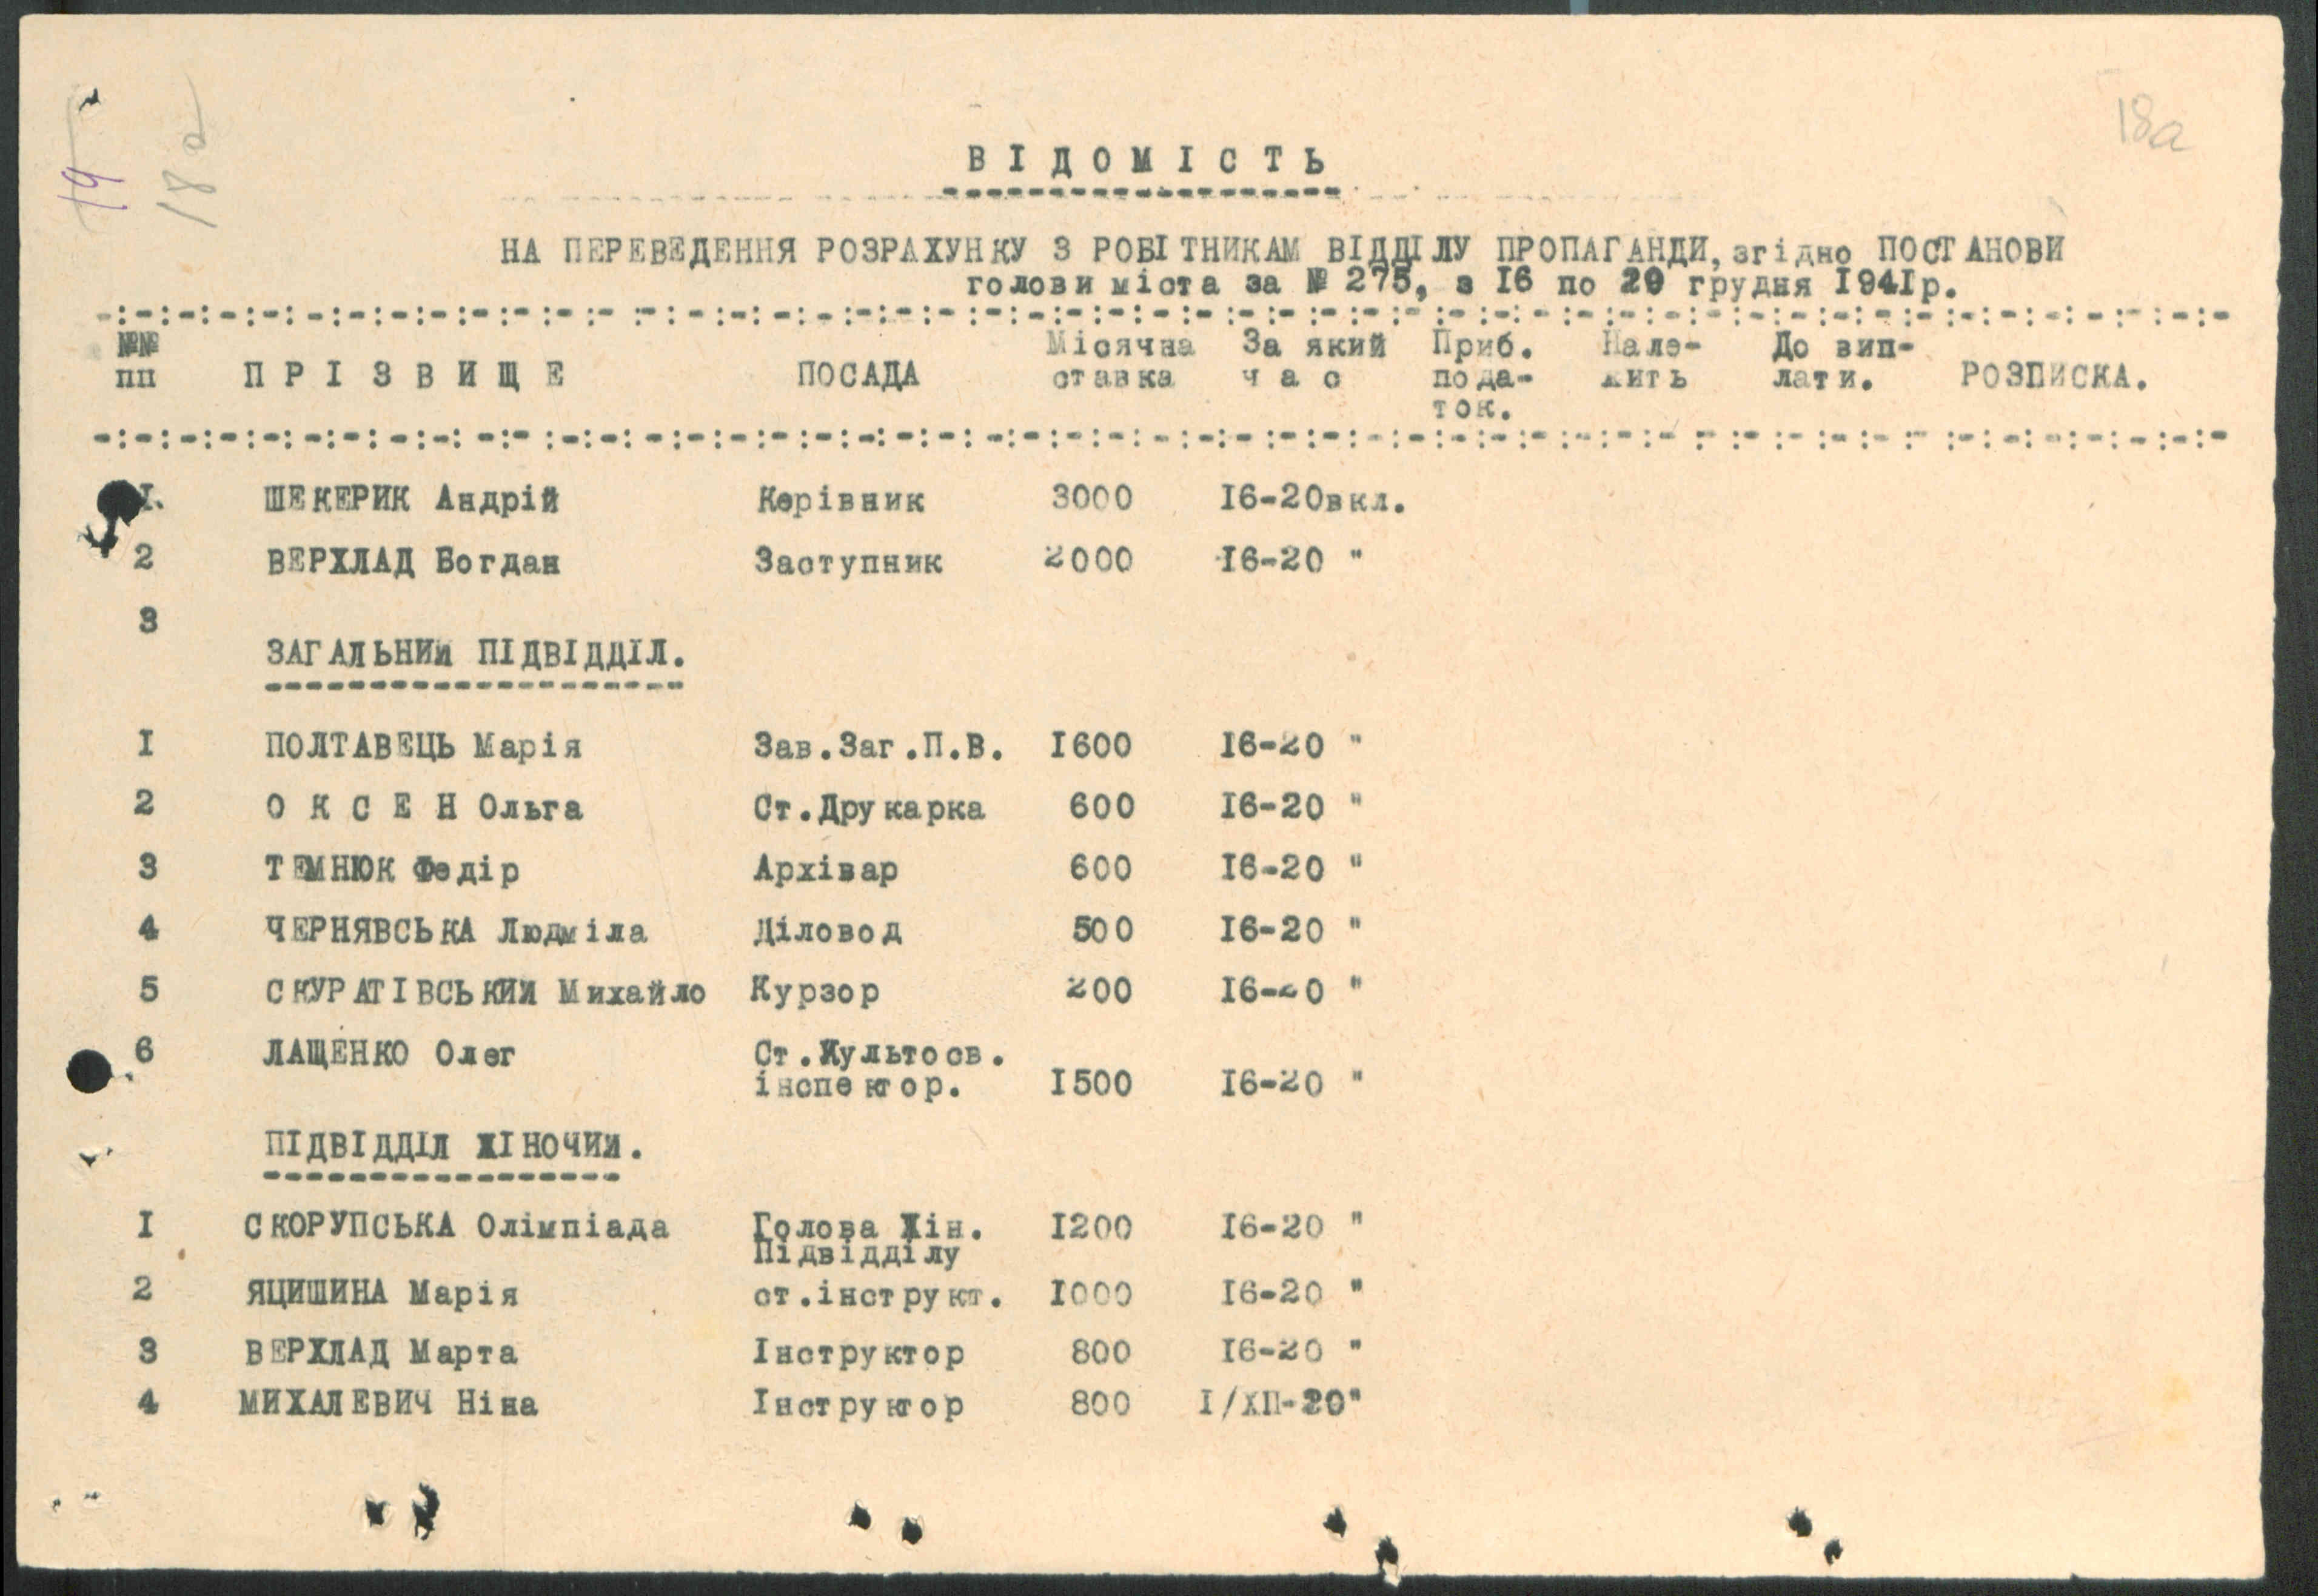 19
18а
18а
ВІДОМІСТЬ
НА ПЕРЕВЕДЕННЯ РОЗРАХУНКУ З РОБІТНИКАМ ВІДДІЛУ ПРОПАГАНДИ, згідно ПОСТАНОВИ
голови міста за № 275, з 16 по 20 грудня 1941р.
№№ пп ПРІЗВИЩЕ ПОСАДА Місячна ставка За який час Приб. пода-ток. Нале-жить До вип-лати. РОЗПИСКА.
1. ШЕКЕРИК Андрій Керівник 3000 16-20вкл.
2 ВЕРХЛАД Богдан Заступник 2000 16-20 "
3
ЗАГАЛЬНИЙ ПІДВІДДІЛ.
1 ПОЛТАВЕЦЬ Марія Зав.Заг.П.В. 1600 16-20 "
2 ОКСЕН Ольга Ст.Друкарка 600 16-20 "
3 ТЕМНЮК Федір Архівар 600 16-20 "
4 ЧЕРНЯВСЬКА Людміла Діловод 500 16-20 "
5 СКУРАТІВСЬКИЙ Михайло Курзор 200 16-20 "
6 ЛАЩЕНКО Олег Ст.Культосв.
інспектор. 1500 16-20 "
ПІДВІДДІЛ ЖІНОЧИЙ.
1 СКОРУПСЬКА Олімпіада Голова Жін. 1200 16-20 "
Підвідділу
2 ЯЦИШИНА Марія ст.інструкт. 1000 16-20 "
3 ВЕРХЛАД Марта Інструктор 800 16-20 "
4 МИХАЛЕВИЧ Ніна Інструктор 800 1/ХП-20"